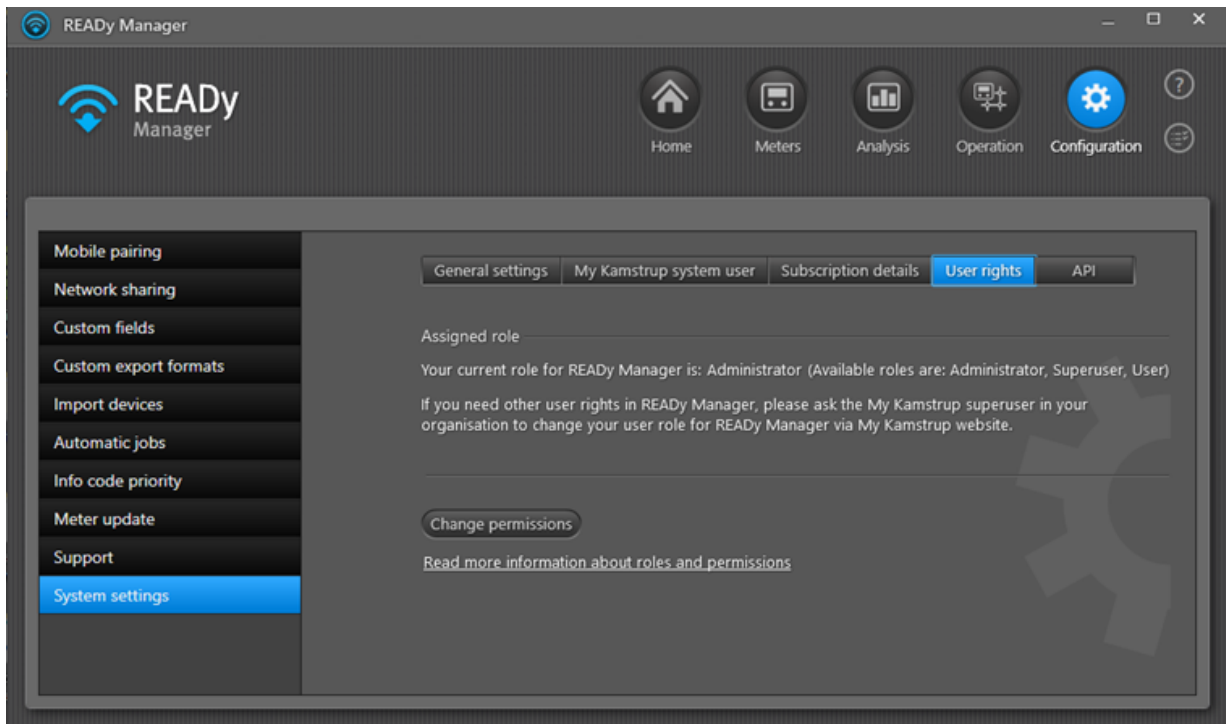 READy Manager
READy
Manager
Home
Meters
Analysis
Operation
Configuration
?
Mobile pairing
Network sharing
Custom fields
Custom export formats
Import devices
Automatic jobs
Info code priority
Meter update
Support
System settings
General settings
My Kamstrup system user
Subscription details
User rights
API
Assigned role
Your current role for READy Manager is: Administrator (Available roles are: Administrator, Superuser, User)
If you need other user rights in READy Manager, please ask the My Kamstrup superuser in your
organisation to change your user role for READy Manager via My Kamstrup website.
Change permissions
Read more information about roles and permissions